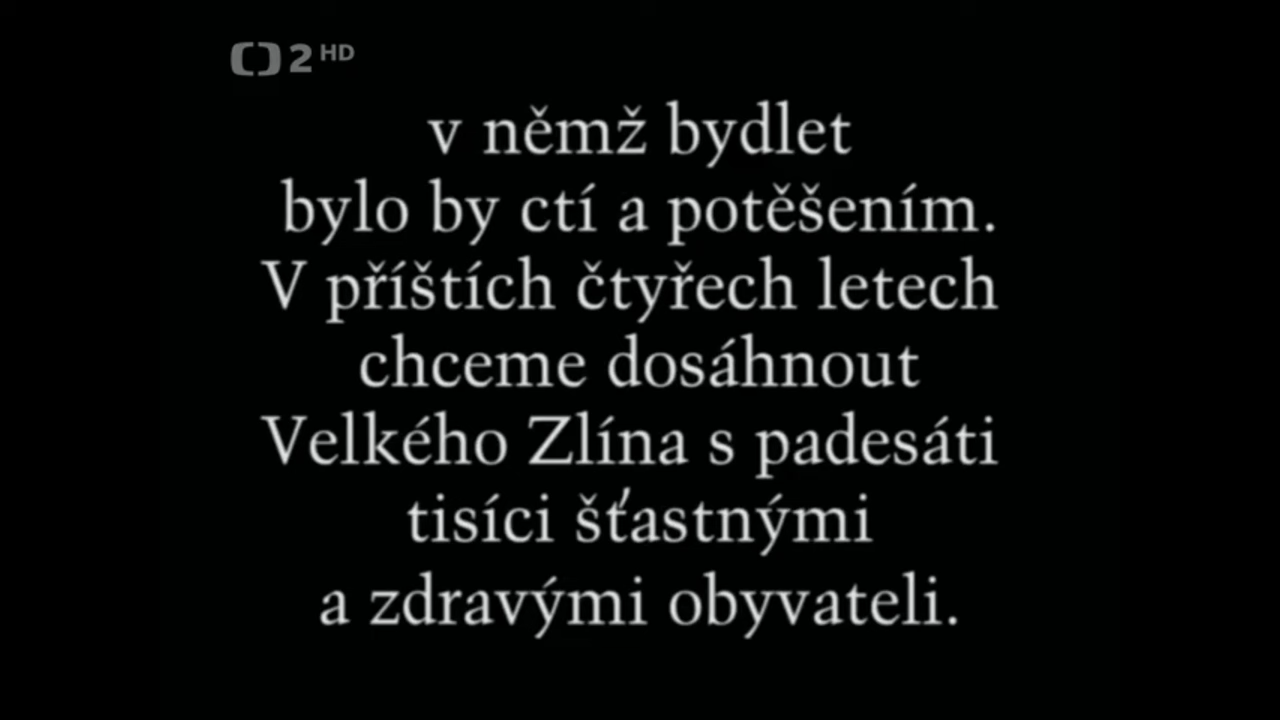 2 HD
v němž bydlet
bylo by ctí a potěšením.
V příštích čtyřech letech
chceme dosáhnout
Velkého Zlína s padesáti
tisíci šťastnými
a zdravými obyvateli.